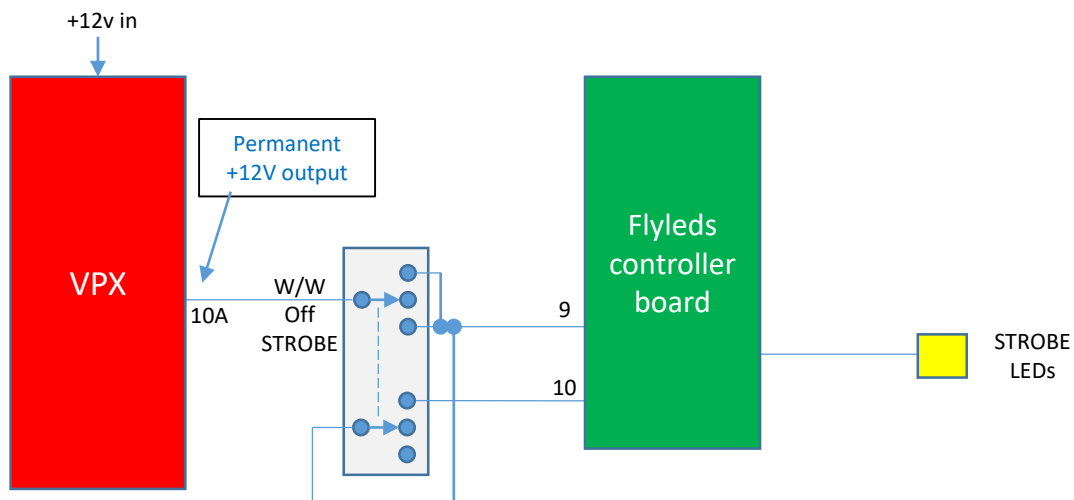 +12v in
Permanent
+12V output
VPX
10A
W/W
Off
STROBE
9
10
Flyleds
controller
board
STROBE
LEDs